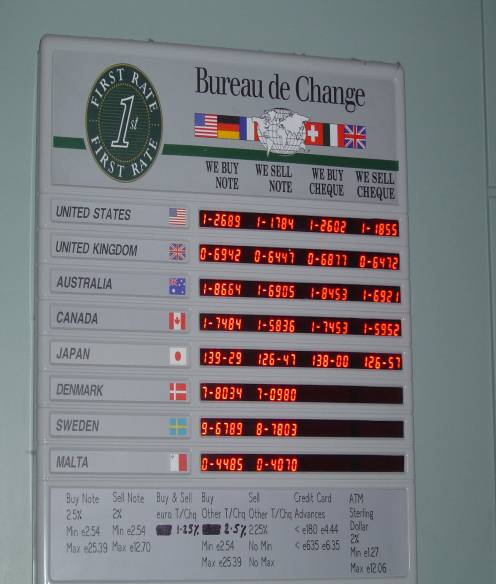 FIRST RATE
1st
FIRST RATE
Bureau de Change
WE BUY NOTE WE SELL NOTE WE BUY CHEQUE WE SELL CHEQUE
UNITED STATES 1-2689 1-1784 1-2602 1-1855
UNITED KINGDOM 0-6942 0-6447 0-6877 0-6472
AUSTRALIA 1-8664 1-6905 1-8453 1-6921
CANADA 1-7484 1-5836 1-7453 1-5952
JAPAN 139-29 126-47 138-00 126-57
DENMARK 7-8034 7-0980
SWEDEN 9-6789 8-7803
MALTA 0-4485 0-4070
Buy Note Sell Note Buy & Sell Buy Sell Credit Card ATM
2.5% 2% euro T/Chq Other T/Chq Other T/Chq Advances Sterling
Min e2.54 Min e2.54 1.25% 2.5% 2.25% < e180 e4.44 Dollar
Max e25.39 Max e12.70 Min e2.54 No Min < e635 e6.35 2%
Max e25.39 No Max Min e1.27
Max e12.06